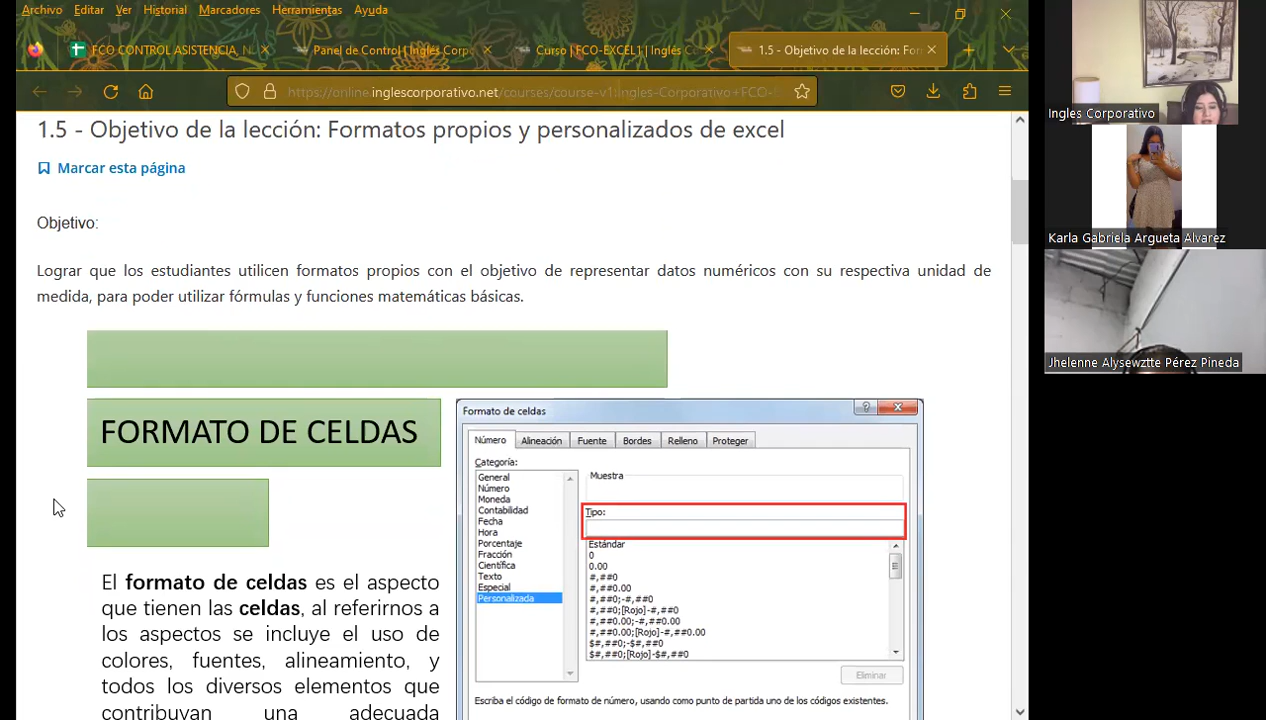 Archivo Editar Ver Historial Marcadores Herramientas Ayuda
FCO CONTROL ASISTENCIA, N
Panel de Control | Ingles Corp
Curso | FCO-EXCEL1 | Inglés C
1.5 - Objetivo de la lección: For
https://online.inglescorporativo.net/courses/course-v1:Ingles-Corporativo+FCO-E
1.5 - Objetivo de la lección: Formatos propios y personalizados de excel
Marcar esta página
Objetivo:
Lograr que los estudiantes utilicen formatos propios con el objetivo de representar datos numéricos con su respectiva unidad de
medida, para poder utilizar fórmulas y funciones matemáticas básicas.
FORMATO DE CELDAS
El formato de celdas es el aspecto
que tienen las celdas, al referirnos a
los aspectos se incluye el uso de
colores, fuentes, alineamiento, y
todos los diversos elementos que
contribuyan una adecuada
Formato de celdas
Número Alineación Fuente Bordes Relleno Proteger
Categoría:
General
Número
Moneda
Contabilidad
Fecha
Hora
Porcentaje
Fracción
Científica
Texto
Especial
Personalizada
Muestra
Tipo:
Estándar
0
0.00
#,##0
#,##0.00
#,##0;-#,##0
#,##0;[Rojo]-#,##0
#,##0.00;-#,##0.00
#,##0.00;[Rojo]-#,##0.00
$#,##0;-$#,##0
$#,##0;[Rojo]-$#,##0
Eliminar
Escriba el código de formato de número, usando como punto de partida uno de los códigos existentes.
Ingles Corporativo
Karla Gabriela Argueta Alvarez
Jhelenne Alysewztte Pérez Pineda